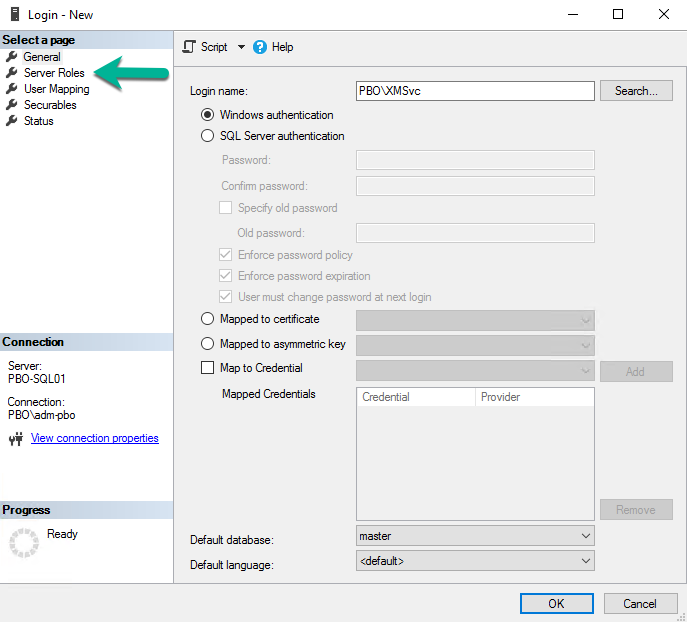 Login - New
Select a page
General
Server Roles
User Mapping
Securables
Status
Script
Help
Login name:
PBO\XMSvc
Search...
Windows authentication
SQL Server authentication
Password:
Confirm password:
Specify old password
Old password:
Enforce password policy
Enforce password expiration
User must change password at next login
Mapped to certificate
Mapped to asymmetric key
Map to Credential
Add
Mapped Credentials
Credential
Provider
Remove
Default database:
master
Default language:
<default>
Connection
Server:
PBO-SQL01
Connection:
PBO\adm-pbo
View connection properties
Progress
Ready
OK
Cancel